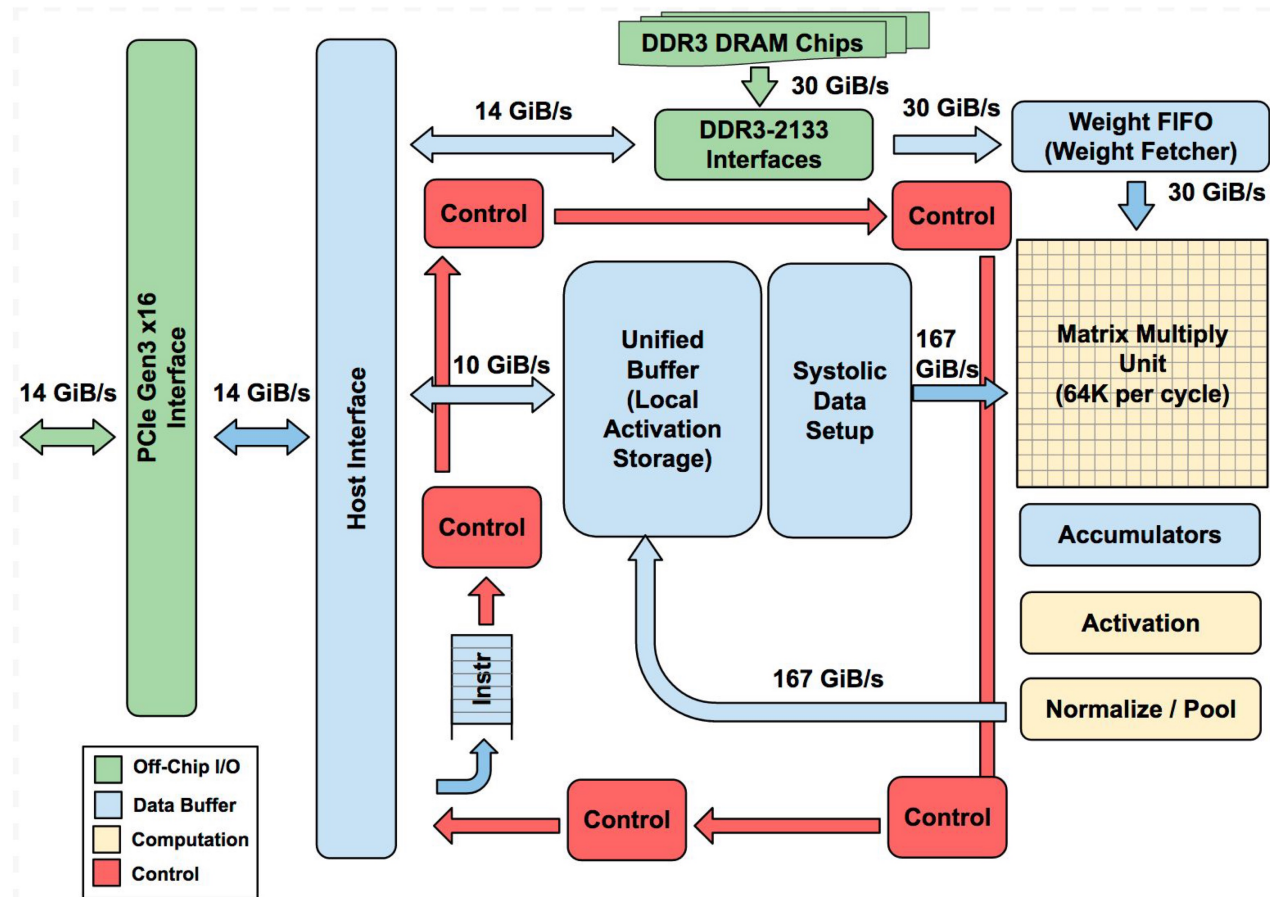 DDR3 DRAM Chips
30 GiB/s
14 GiB/s
DDR3-2133
Interfaces
30 GiB/s
Weight FIFO
(Weight Fetcher)
30 GiB/s
Control
Control
PCIe Gen3 x16
Interface
Host Interface
14 GiB/s
14 GiB/s
10 GiB/s
Unified
Buffer
(Local
Activation
Storage)
Systolic
Data
Setup
167
GiB/s
Matrix Multiply
Unit
(64K per cycle)
Control
Accumulators
Activation
Instr
167 GiB/s
Normalize / Pool
Off-Chip I/O
Data Buffer
Computation
Control
Control
Control